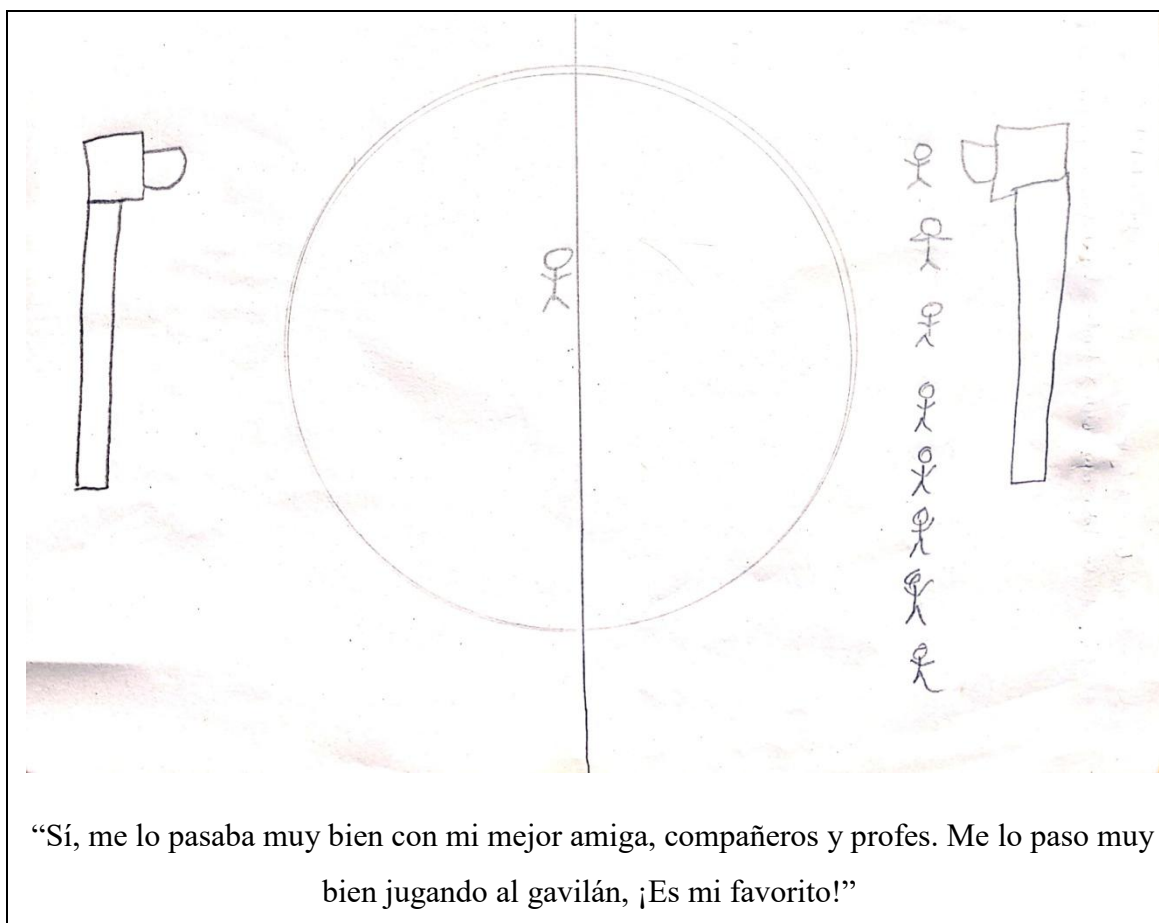 “Sí, me lo pasaba muy bien con mi mejor amiga, compañeros y profes. Me lo paso muy
bien jugando al gavilán, ¡Es mi favorito!”